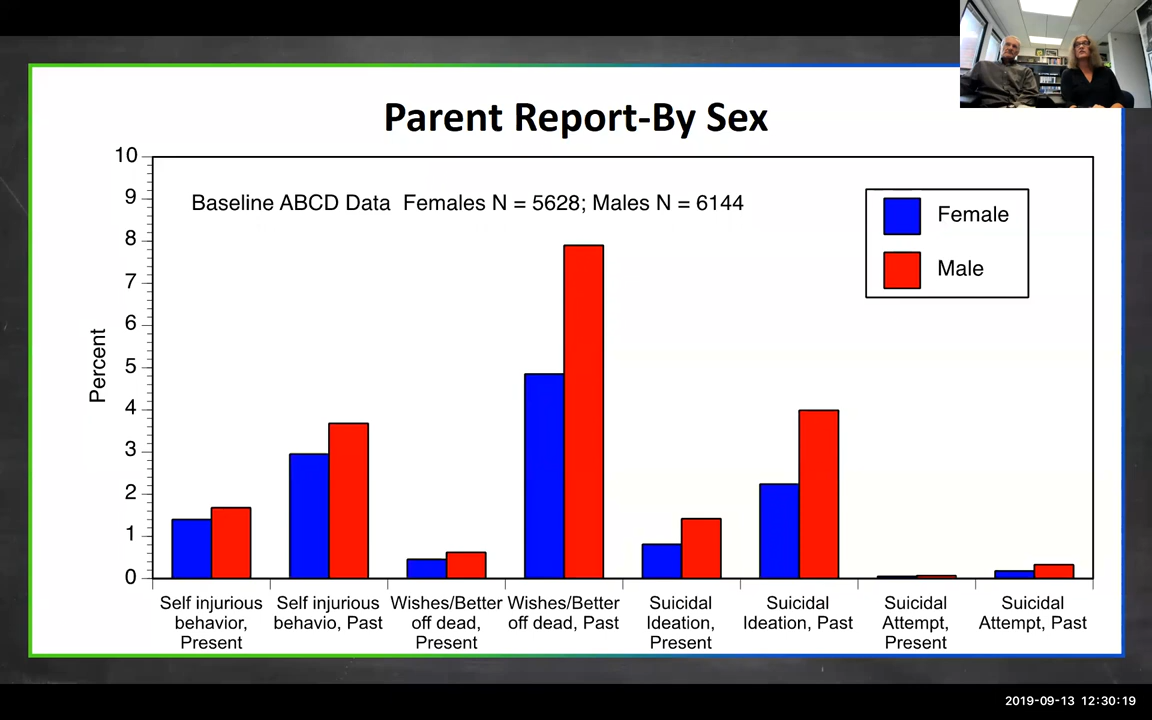 Parent Report-By Sex
10
9
8
7
6
5
4
3
2
1
0
Percent
Baseline ABCD Data  Females N = 5628; Males N = 6144
Female
Male
Self injurious
behavior,
Present
Self injurious
behavio, Past
Wishes/Better
off dead,
Present
Wishes/Better
off dead, Past
Suicidal
Ideation,
Present
Suicidal
Ideation, Past
Suicidal
Attempt,
Present
Suicidal
Attempt, Past
2019-09-13 12:30:19